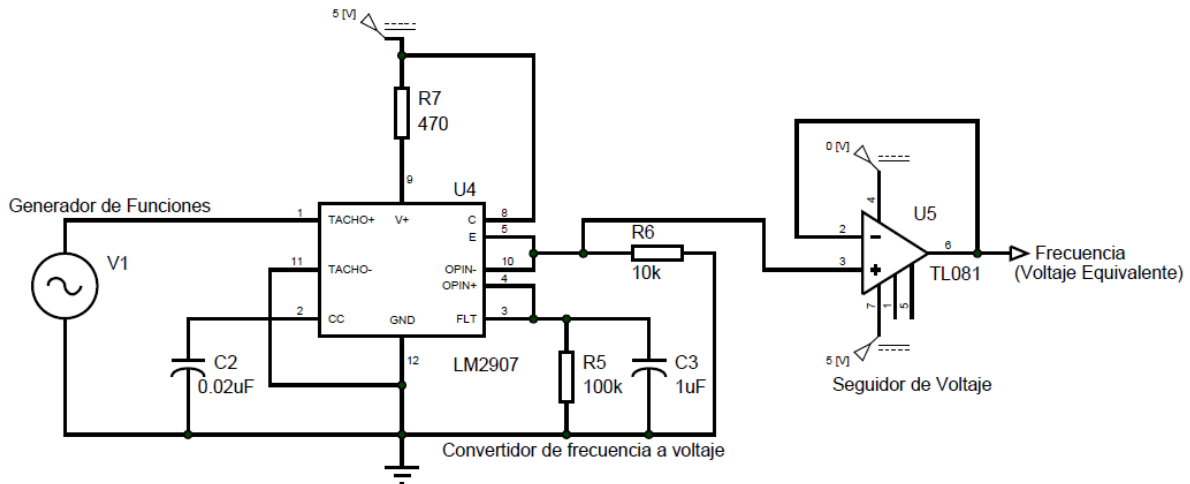 5 [V]
R7
470
9
U4
Generador de Funciones
1
TACHO+
V+
C
8
E
5
V1
11
TACHO-
OPIN-
10
OPIN+
4
R6
10k
2
CC
GND
FLT
3
12
LM2907
C2
0.02uF
R5
100k
C3
1uF
Convertidor de frecuencia a voltaje
0 [V]
4
U5
2
3
6
TL081
7
1
5
5 [V]
Frecuencia
(Voltaje Equivalente)
Seguidor de Voltaje